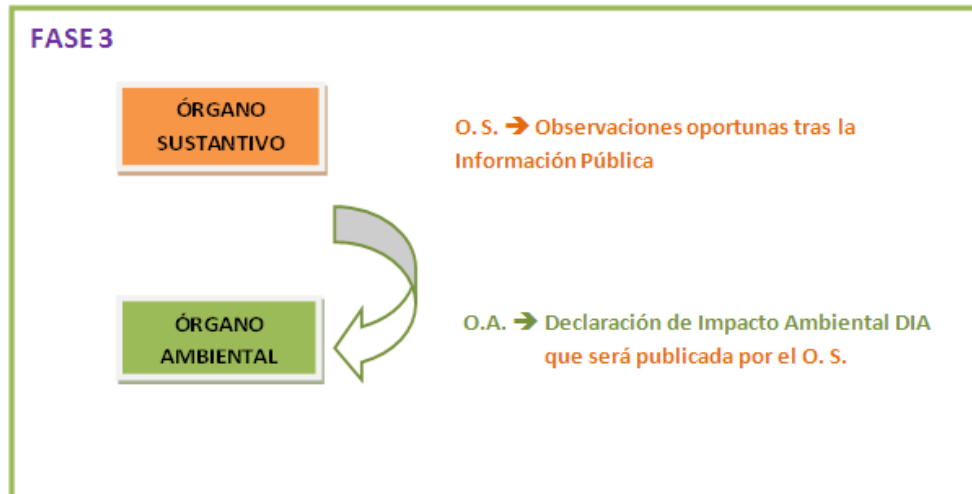 FASE 3
ÓRGANO
SUSTANTIVO
O. S. ➔ Observaciones oportunas tras la
Información Pública
ÓRGANO
AMBIENTAL
O.A. ➔ Declaración de Impacto Ambiental DIA
que será publicada por el O. S.